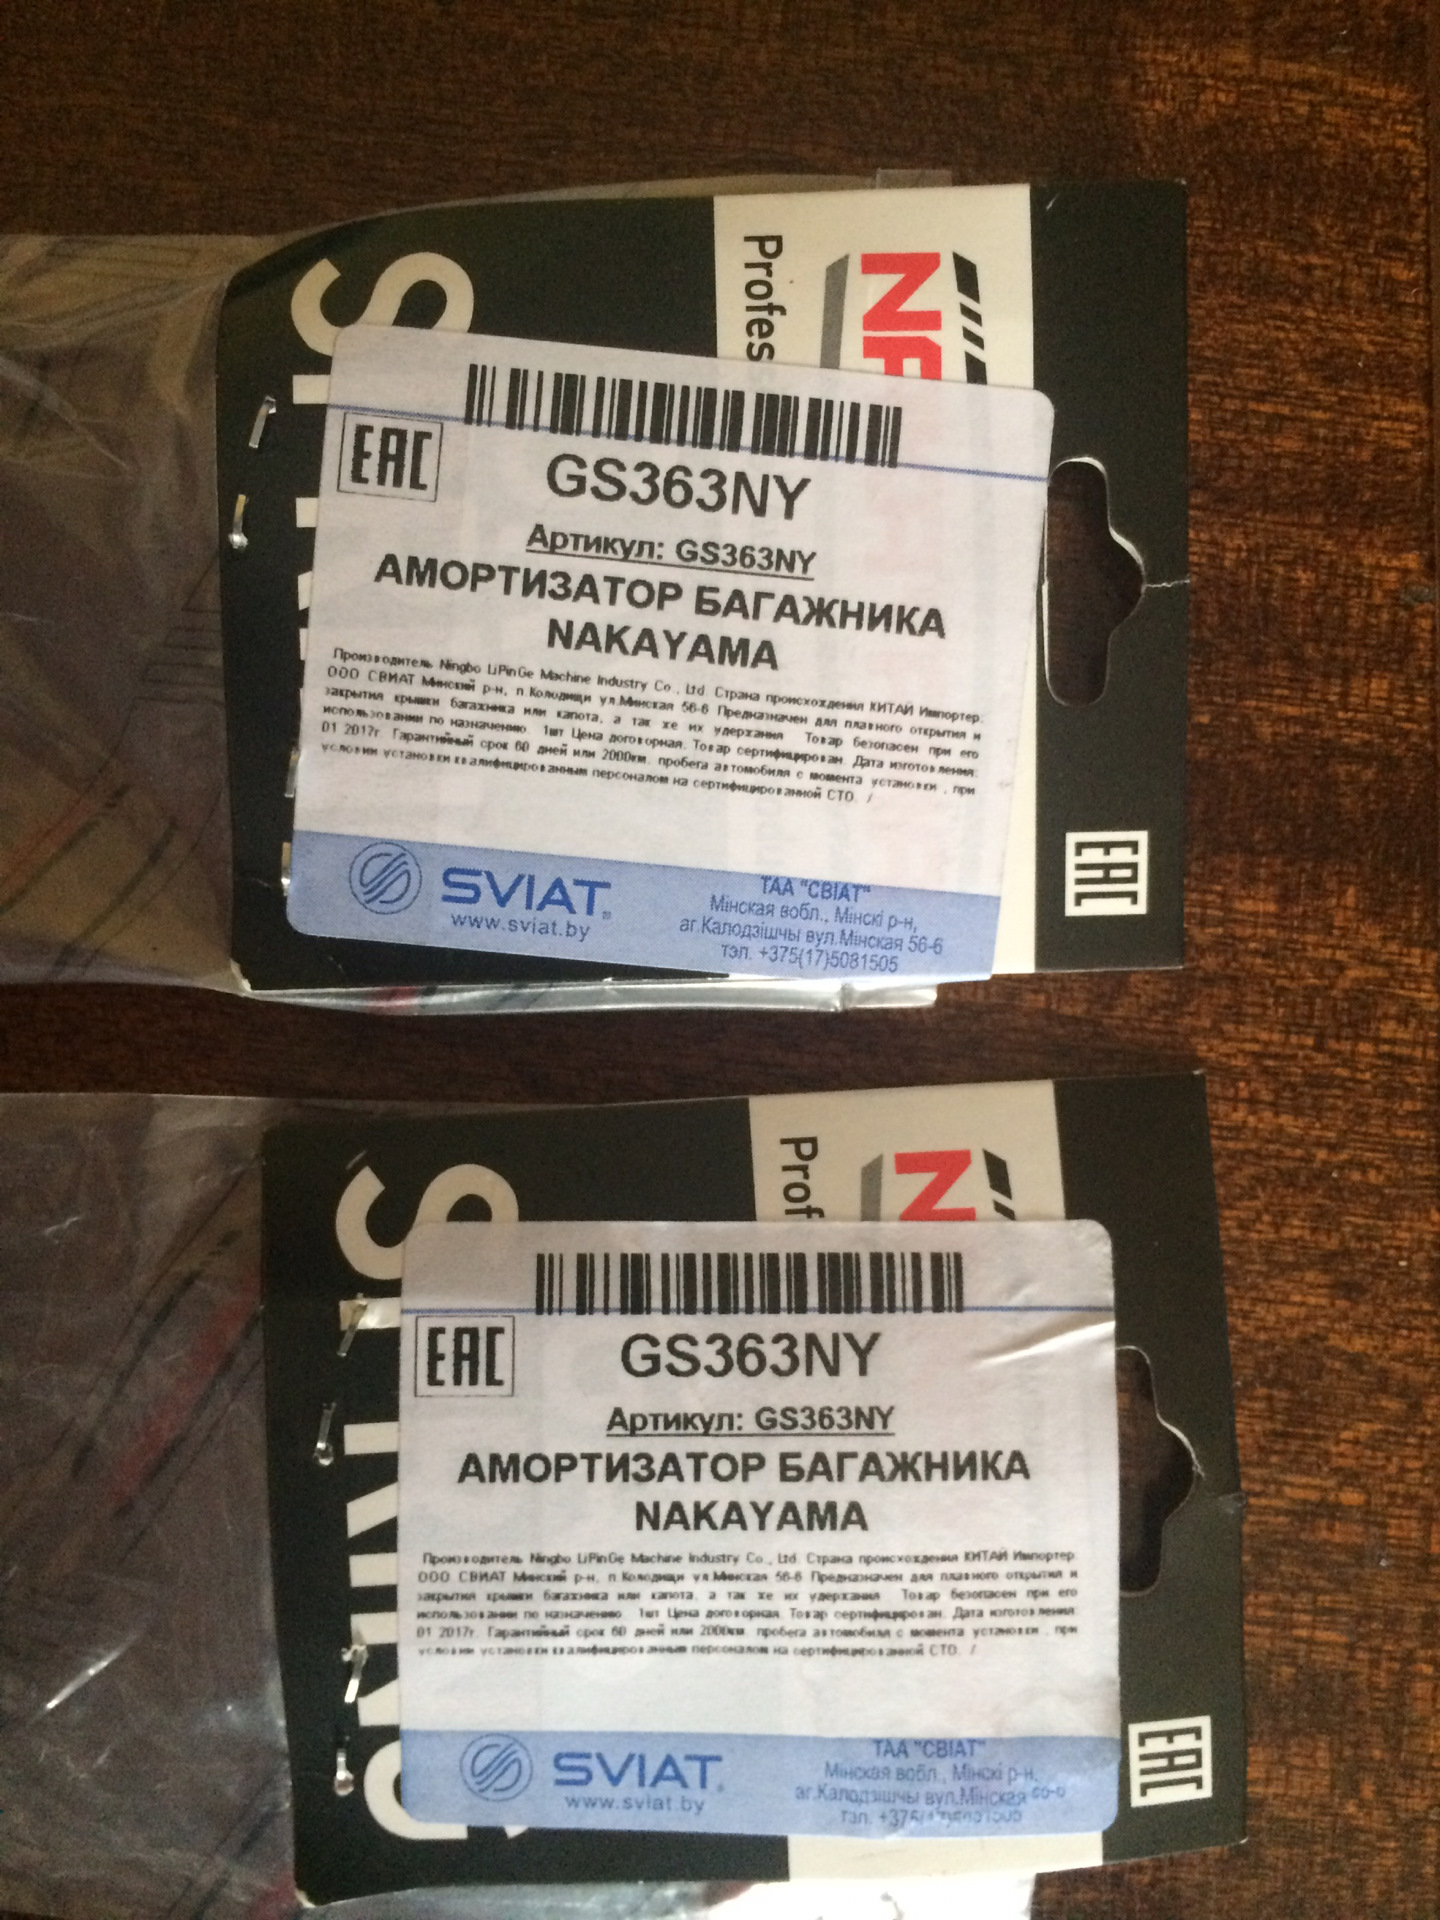 Profes
NF
EAC
GS363NY
Артикул: GS363NY
АМОРТИЗАТОР БАГАЖНИКА
NAKAYAMA
Производитель Ningbo LiPinGe Machine Industry Co., Ltd. Страна происхождения КИТАЙ Импортер:
ООО СВИАТ Минский р-н, п.Колодищи ул.Минская 56-6 Предназначен для плавного открытия и
закрытия крышки багажника или капота, а так же их удержания Товар безопасен при его
использовании по назначению. 1шт Цена договорная. Товар сертифицирован. Дата изготовления:
01.2017г. Гарантийный срок 60 дней или 2000км. пробега автомобиля с момента установки , при
условии установки квалифицированным персоналом на сертифицированной СТО. /
SVIAT
www.sviat.by
ТАА "СВІАТ"
Мінская вобл., Мінскі р-н,
аг.Калодзішчы вул.Мінская 56-6
тэл. +375(17)5081505
EAC
Prof
N
EAC
GS363NY
Артикул: GS363NY
АМОРТИЗАТОР БАГАЖНИКА
NAKAYAMA
Производитель Ningbo LiPinGe Machine Industry Co., Ltd. Страна происхождения КИТАЙ Импортер
ООО СВИАТ Минский р-н, п.Колодищи ул.Минская 56-6 Предназначен для плавного открытия и
закрытия крышки багажника или капота, а так же их удержания Товар безопасен при его
использовании по назначению. 1шт Цена договорная. Товар сертифицирован. Дата изготовления
01.2017г. Гарантийный срок 60 дней или 2000км. пробега автомобиля с момента установки , при
условии установки квалифицированным персоналом на сертифицированной СТО. /
SVIAT
www.sviat.by
ТАА "СВІАТ"
Мінская вобл., Мінскі р-н,
аг.Калодзішчы вул.Мінская 56-6
тэл. +375(17)5081505
EAC